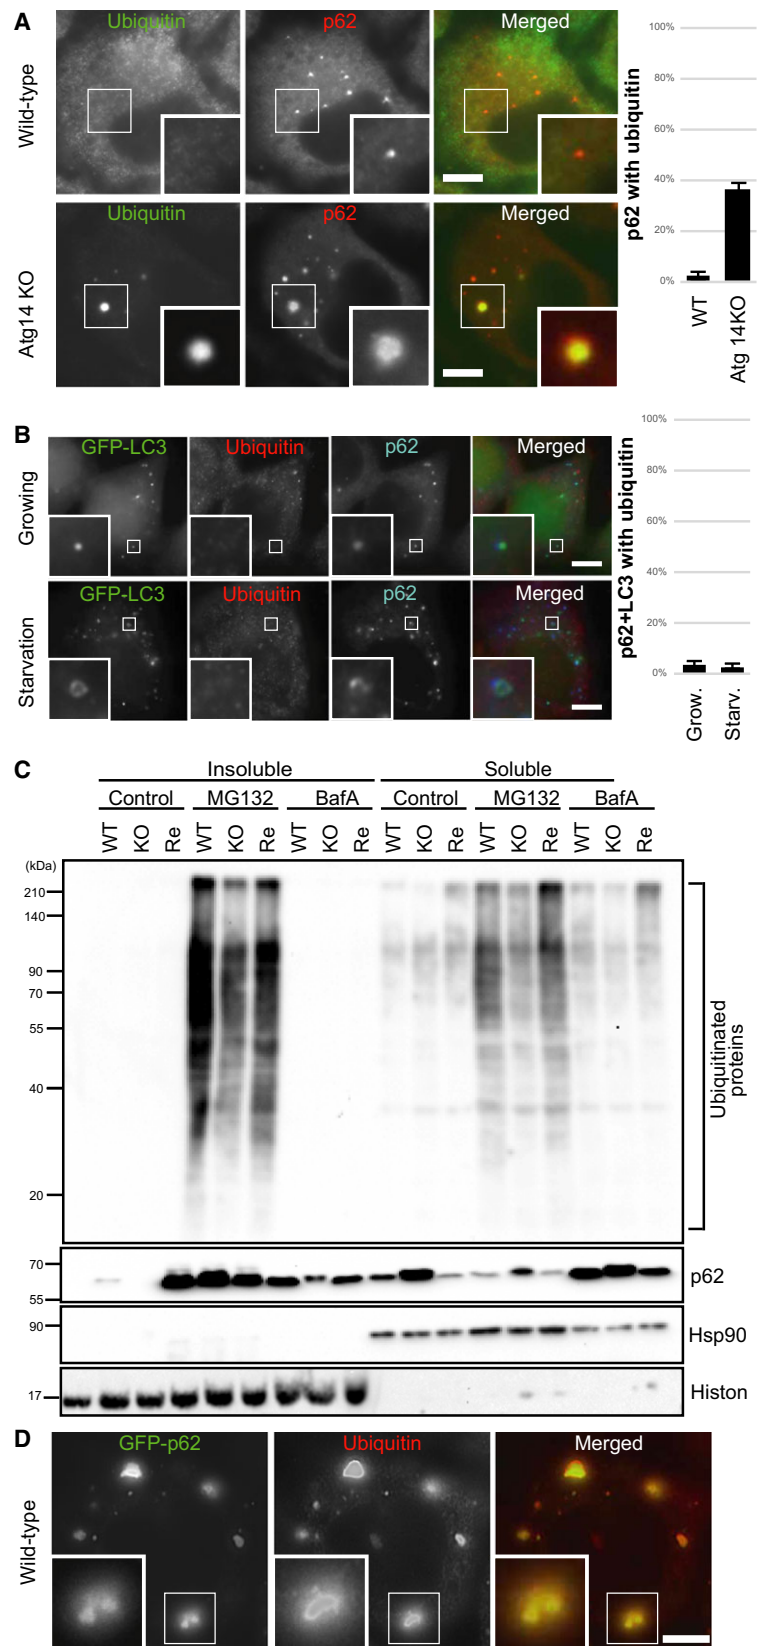 A
Ubiquitin p62 Merged
Wild-type
Ubiquitin p62 Merged
Atg14 KO
100%
80%
60%
40%
20%
0%
p62 with ubiquitin
WT
Atg 14KO
B
GFP-LC3 Ubiquitin p62 Merged
Growing
GFP-LC3 Ubiquitin p62 Merged
Starvation
100%
80%
60%
40%
20%
0%
p62+LC3 with ubiquitin
Grow.
Starv.
C
Insoluble Soluble
Control MG132 BafA Control MG132 BafA
WT KO Re WT KO Re WT KO Re WT KO Re WT KO Re WT KO Re
(kDa)
210
140
90
70
55
40
20
Ubiquitinated
proteins
70
55
p62
90
Hsp90
17
Histon
D
GFP-p62 Ubiquitin Merged
Wild-type